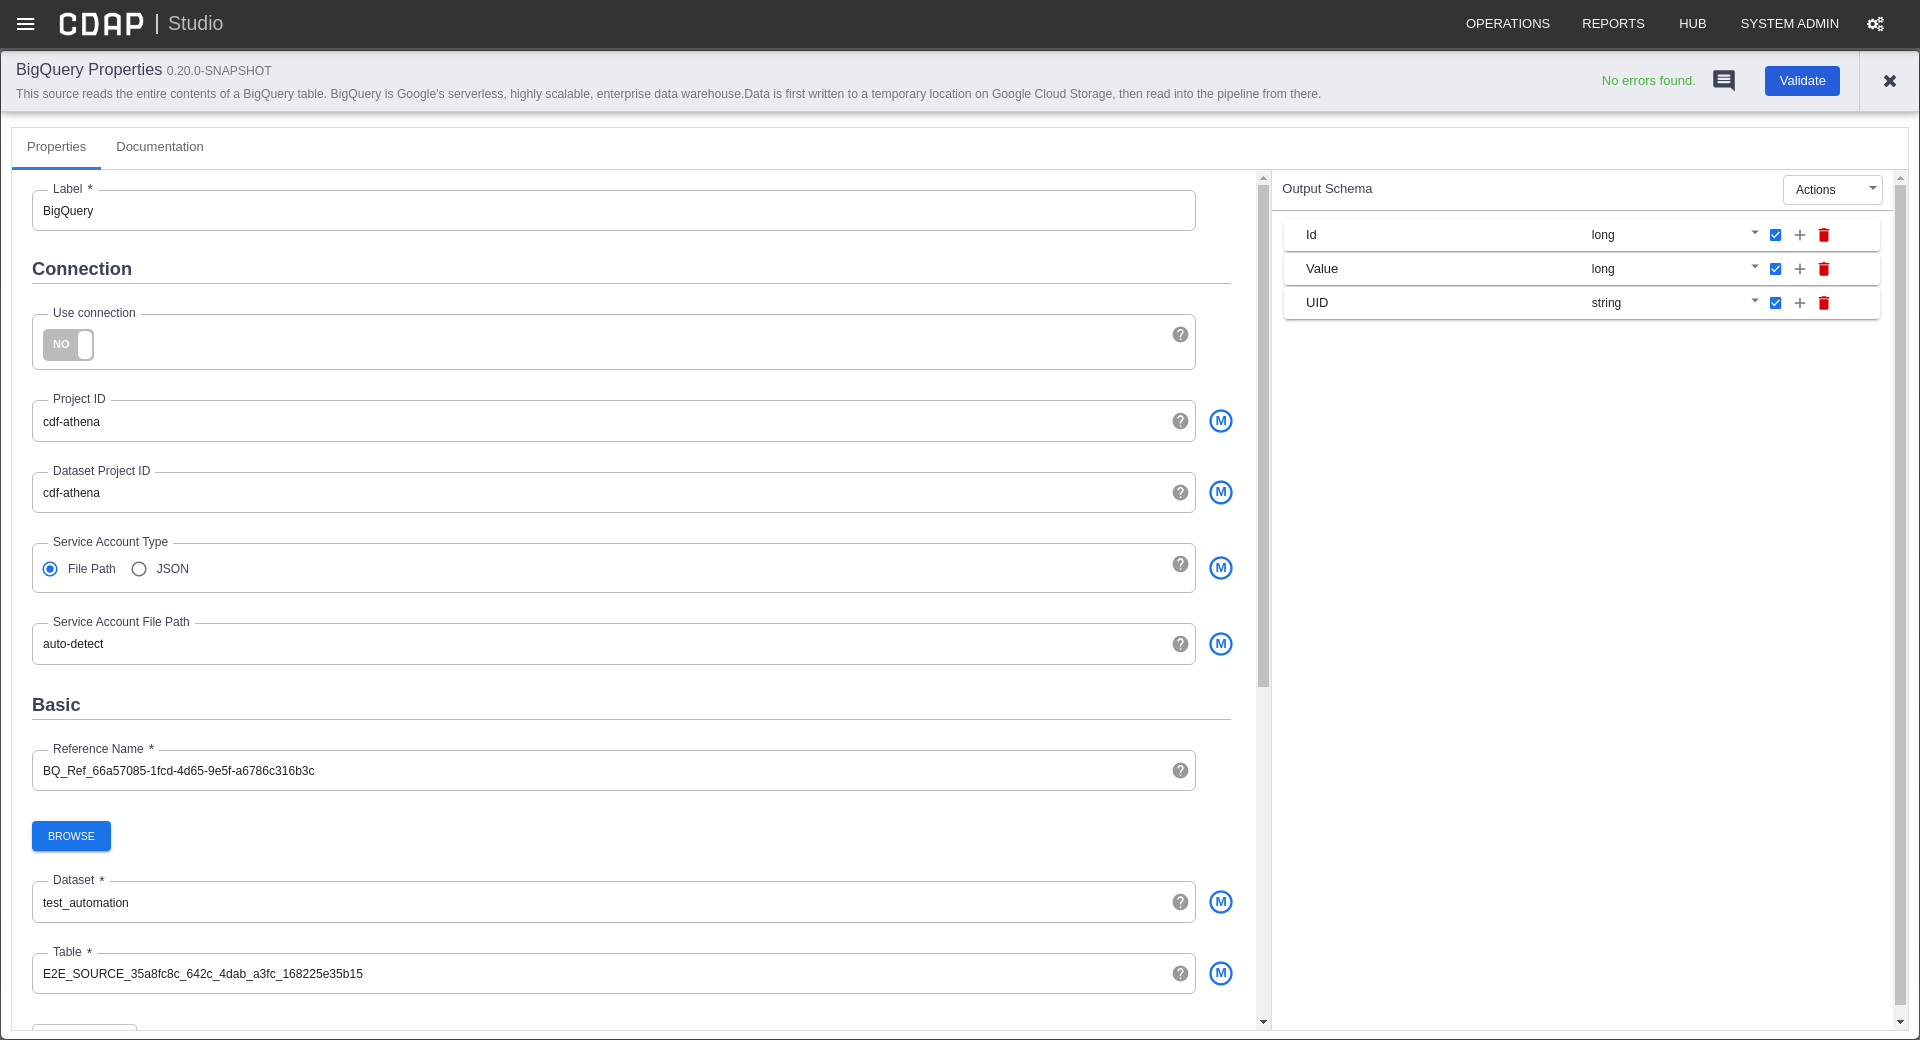 CDAP | Studio OPERATIONS REPORTS HUB SYSTEM ADMIN
BigQuery Properties 0.20.0-SNAPSHOT
This source reads the entire contents of a BigQuery table. BigQuery is Google's serverless, highly scalable, enterprise data warehouse.Data is first written to a temporary location on Google Cloud Storage, then read into the pipeline from there.
No errors found. Validate
Properties Documentation
Label *
BigQuery
Connection
Use connection
NO
Project ID
cdf-athena
M
Dataset Project ID
cdf-athena
M
Service Account Type
File Path JSON
M
Service Account File Path
auto-detect
M
Basic
Reference Name *
BQ_Ref_66a57085-1fcd-4d65-9e5f-a6786c316b3c
BROWSE
Dataset *
test_automation
M
Table *
E2E_SOURCE_35a8fc8c_642c_4dab_a3fc_168225e35b15
M
Output Schema Actions
Id long
Value long
UID string